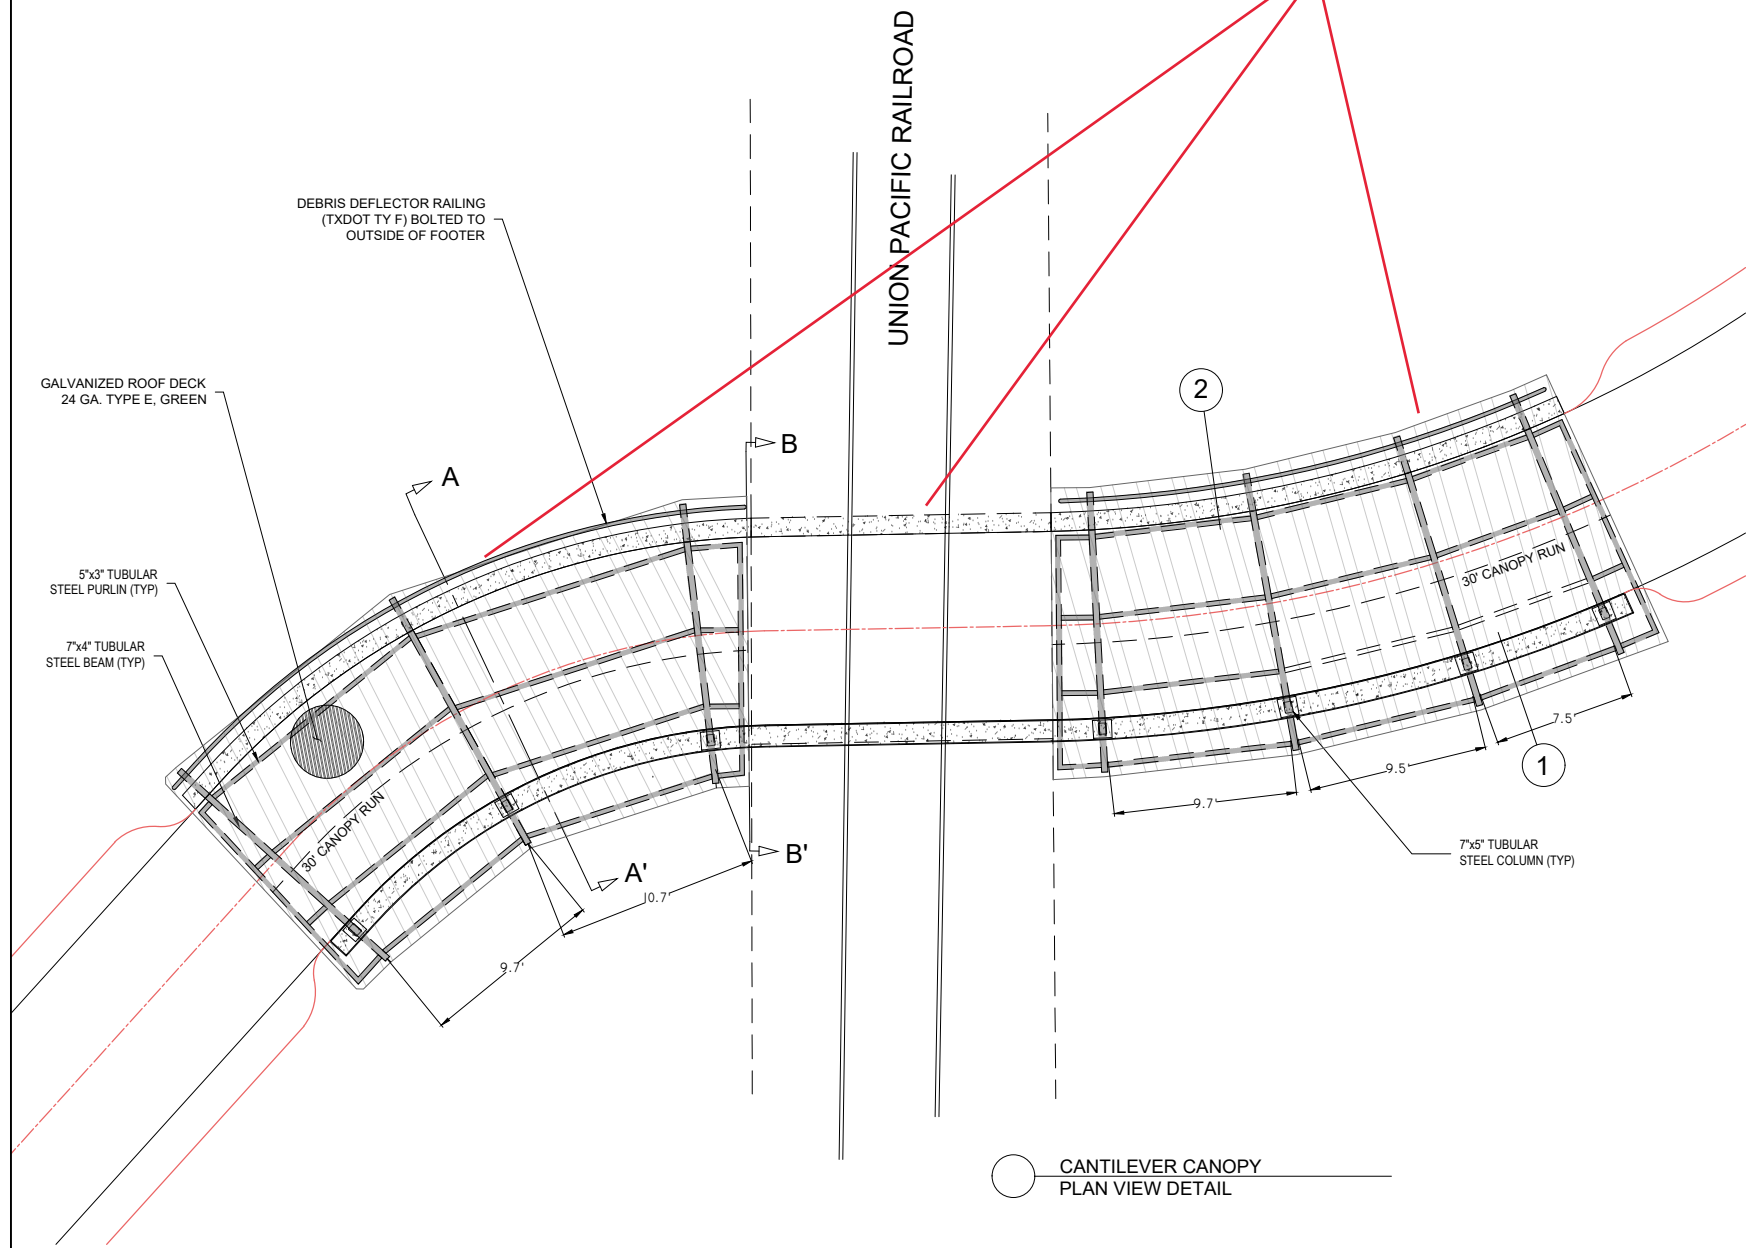 UNION PACIFIC RAILROAD
DEBRIS DEFLECTOR RAILING
(TXDOT TY F) BOLTED TO
OUTSIDE OF FOOTER
GALVANIZED ROOF DECK
24 GA. TYPE E, GREEN
2
B
A
5"x3" TUBULAR
STEEL PURLIN (TYP)
7"x4" TUBULAR
STEEL BEAM (TYP)
30' CANOPY RUN
30' CANOPY RUN
7.5'
9.5'
1
9.7'
7"x5" TUBULAR
STEEL COLUMN (TYP)
B'
A'
10.7'
9.7'
CANTILEVER CANOPY
PLAN VIEW DETAIL